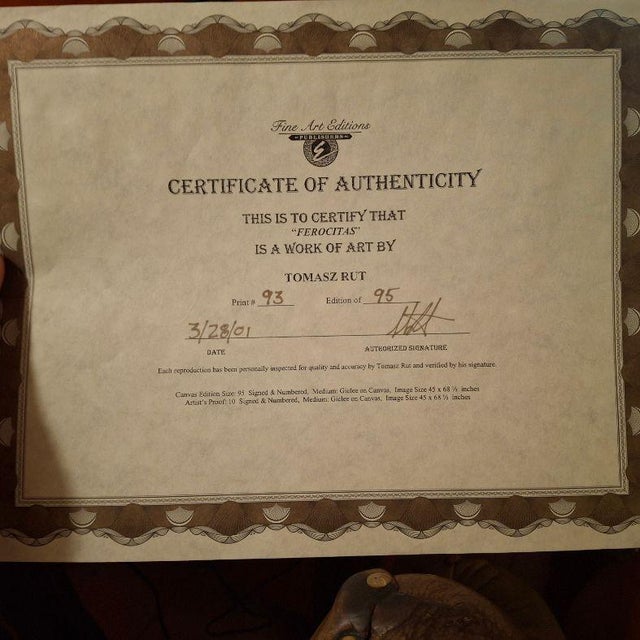 Fine Art Editions
PUBLISHERS
CERTIFICATE OF AUTHENTICITY
THIS IS TO CERTIFY THAT
"FEROCITAS"
IS A WORK OF ART BY
TOMASZ RUT
Print # 93 Edition of 95
3/28/01
DATE AUTHORIZED SIGNATURE
Each reproduction has been personally inspected for quality and accuracy by Tomasz Rut and verified by his signature.
Canvas Edition Size: 95 Signed & Numbered, Medium: Giclee on Canvas, Image Size 45 x 68 ½ inches
Artist's Proof: 10 Signed & Numbered, Medium: Giclee on Canvas, Image Size 45 x 68 ½ inches